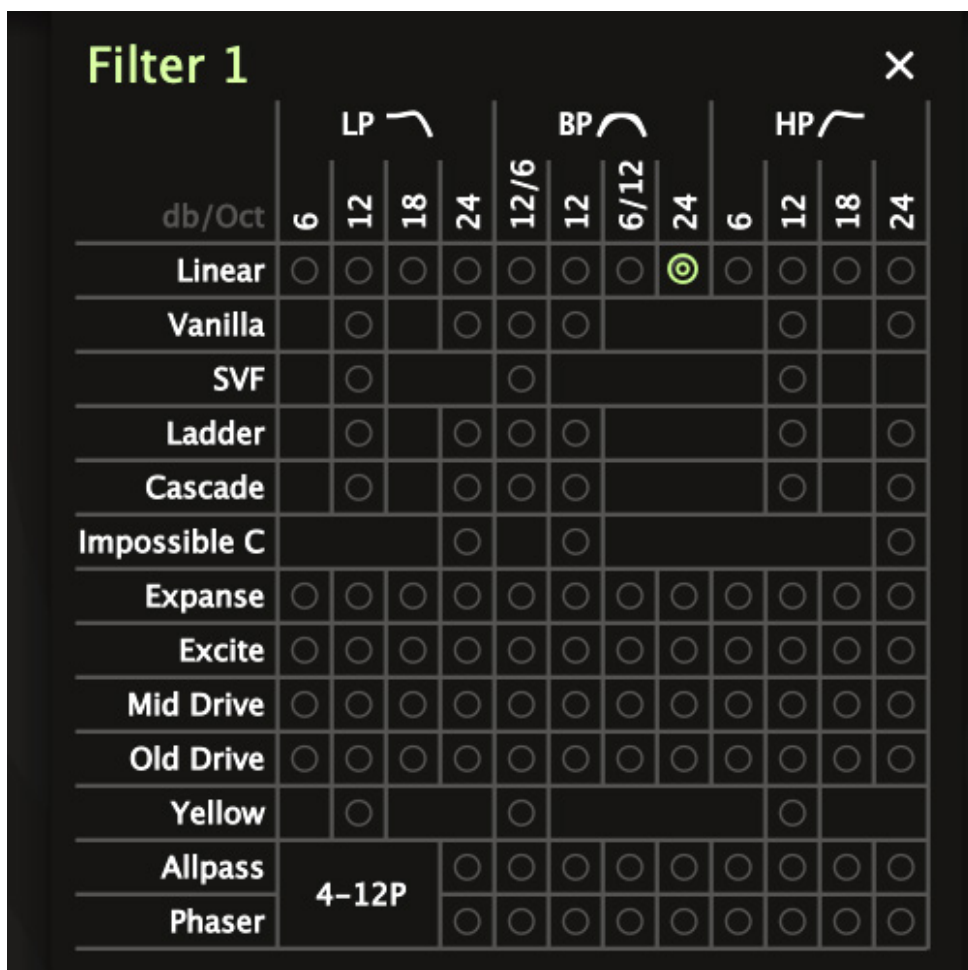 Filter 1 ×
LP BP HP
db/Oct 6 12 18 24 12/6 12 6/12 24 6 12 18 24
Linear
Vanilla
SVF
Ladder
Cascade
Impossible C
Expanse
Excite
Mid Drive
Old Drive
Yellow
Allpass
4-12P
Phaser